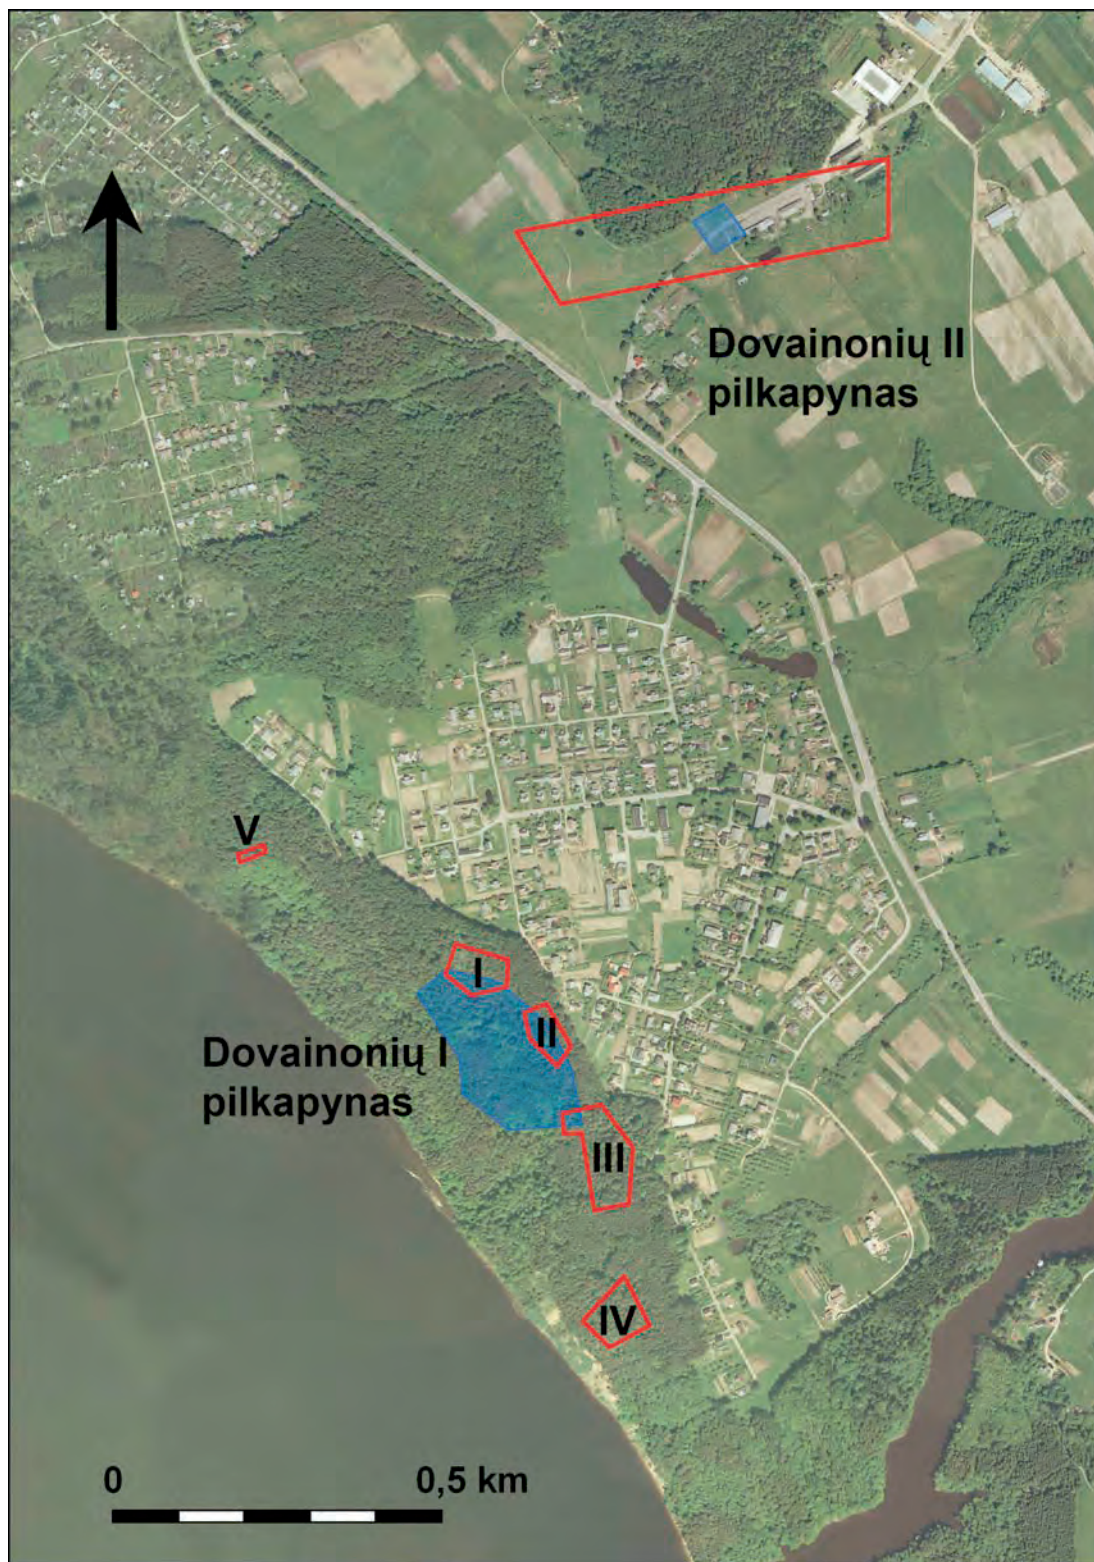 Dovainonių II
pilkapynas
V
I
II
Dovainonių I
pilkapynas
III
IV
0 0,5 km